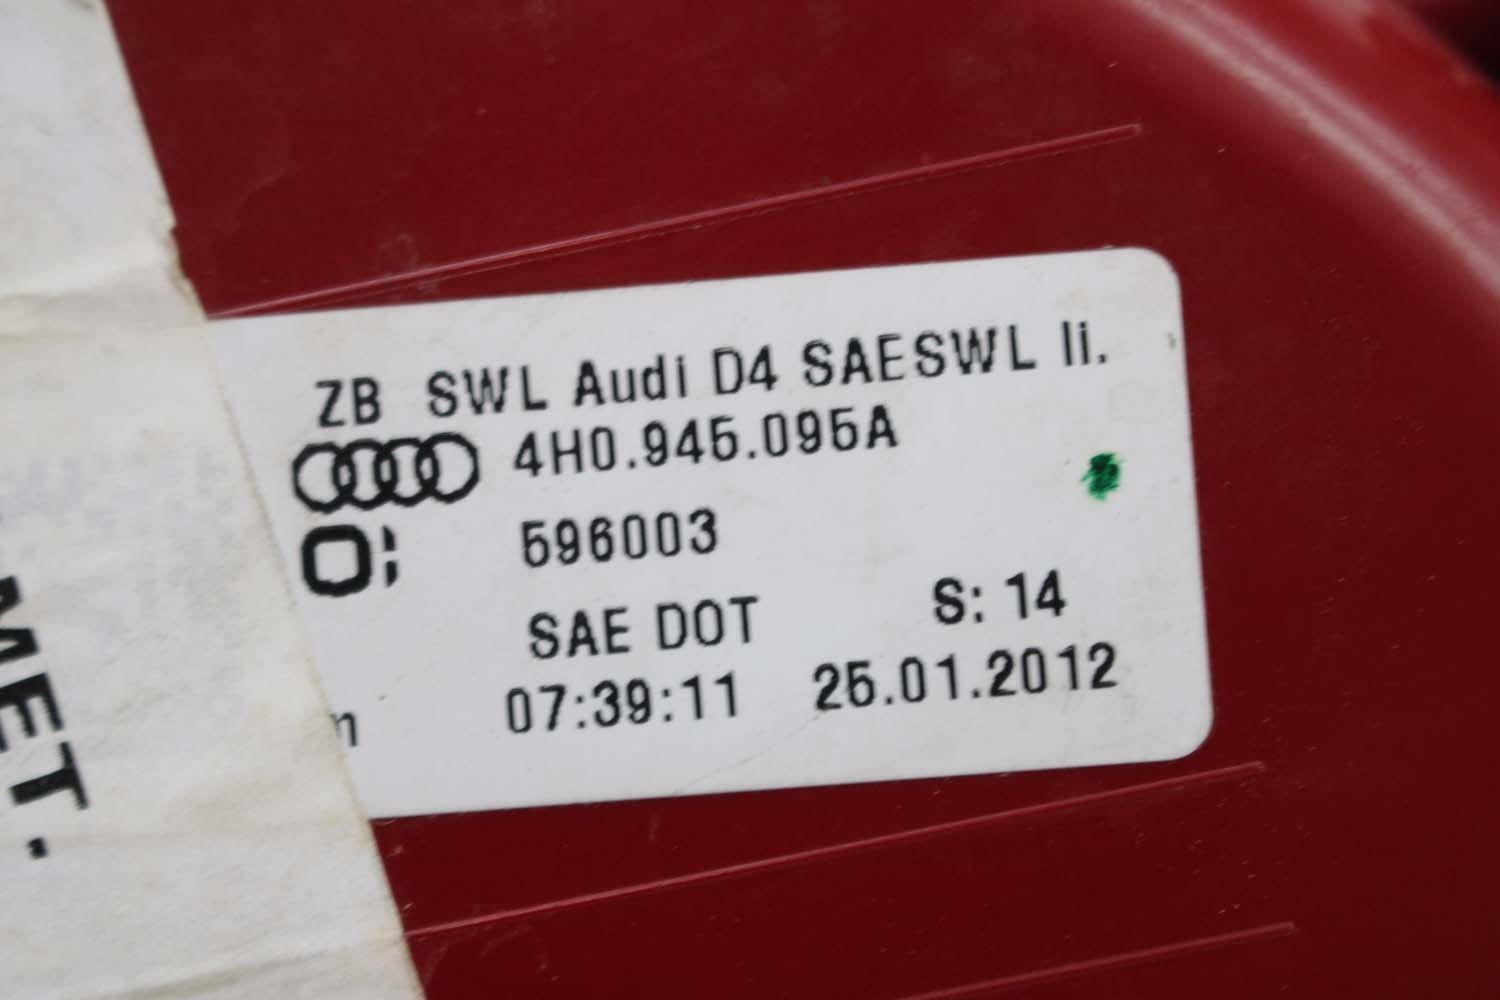 ZB SWL Audi D4 SAESWL li.
4H0.945.095A
596003
SAE DOT S: 14
07:39:11 25.01.2012
MET.